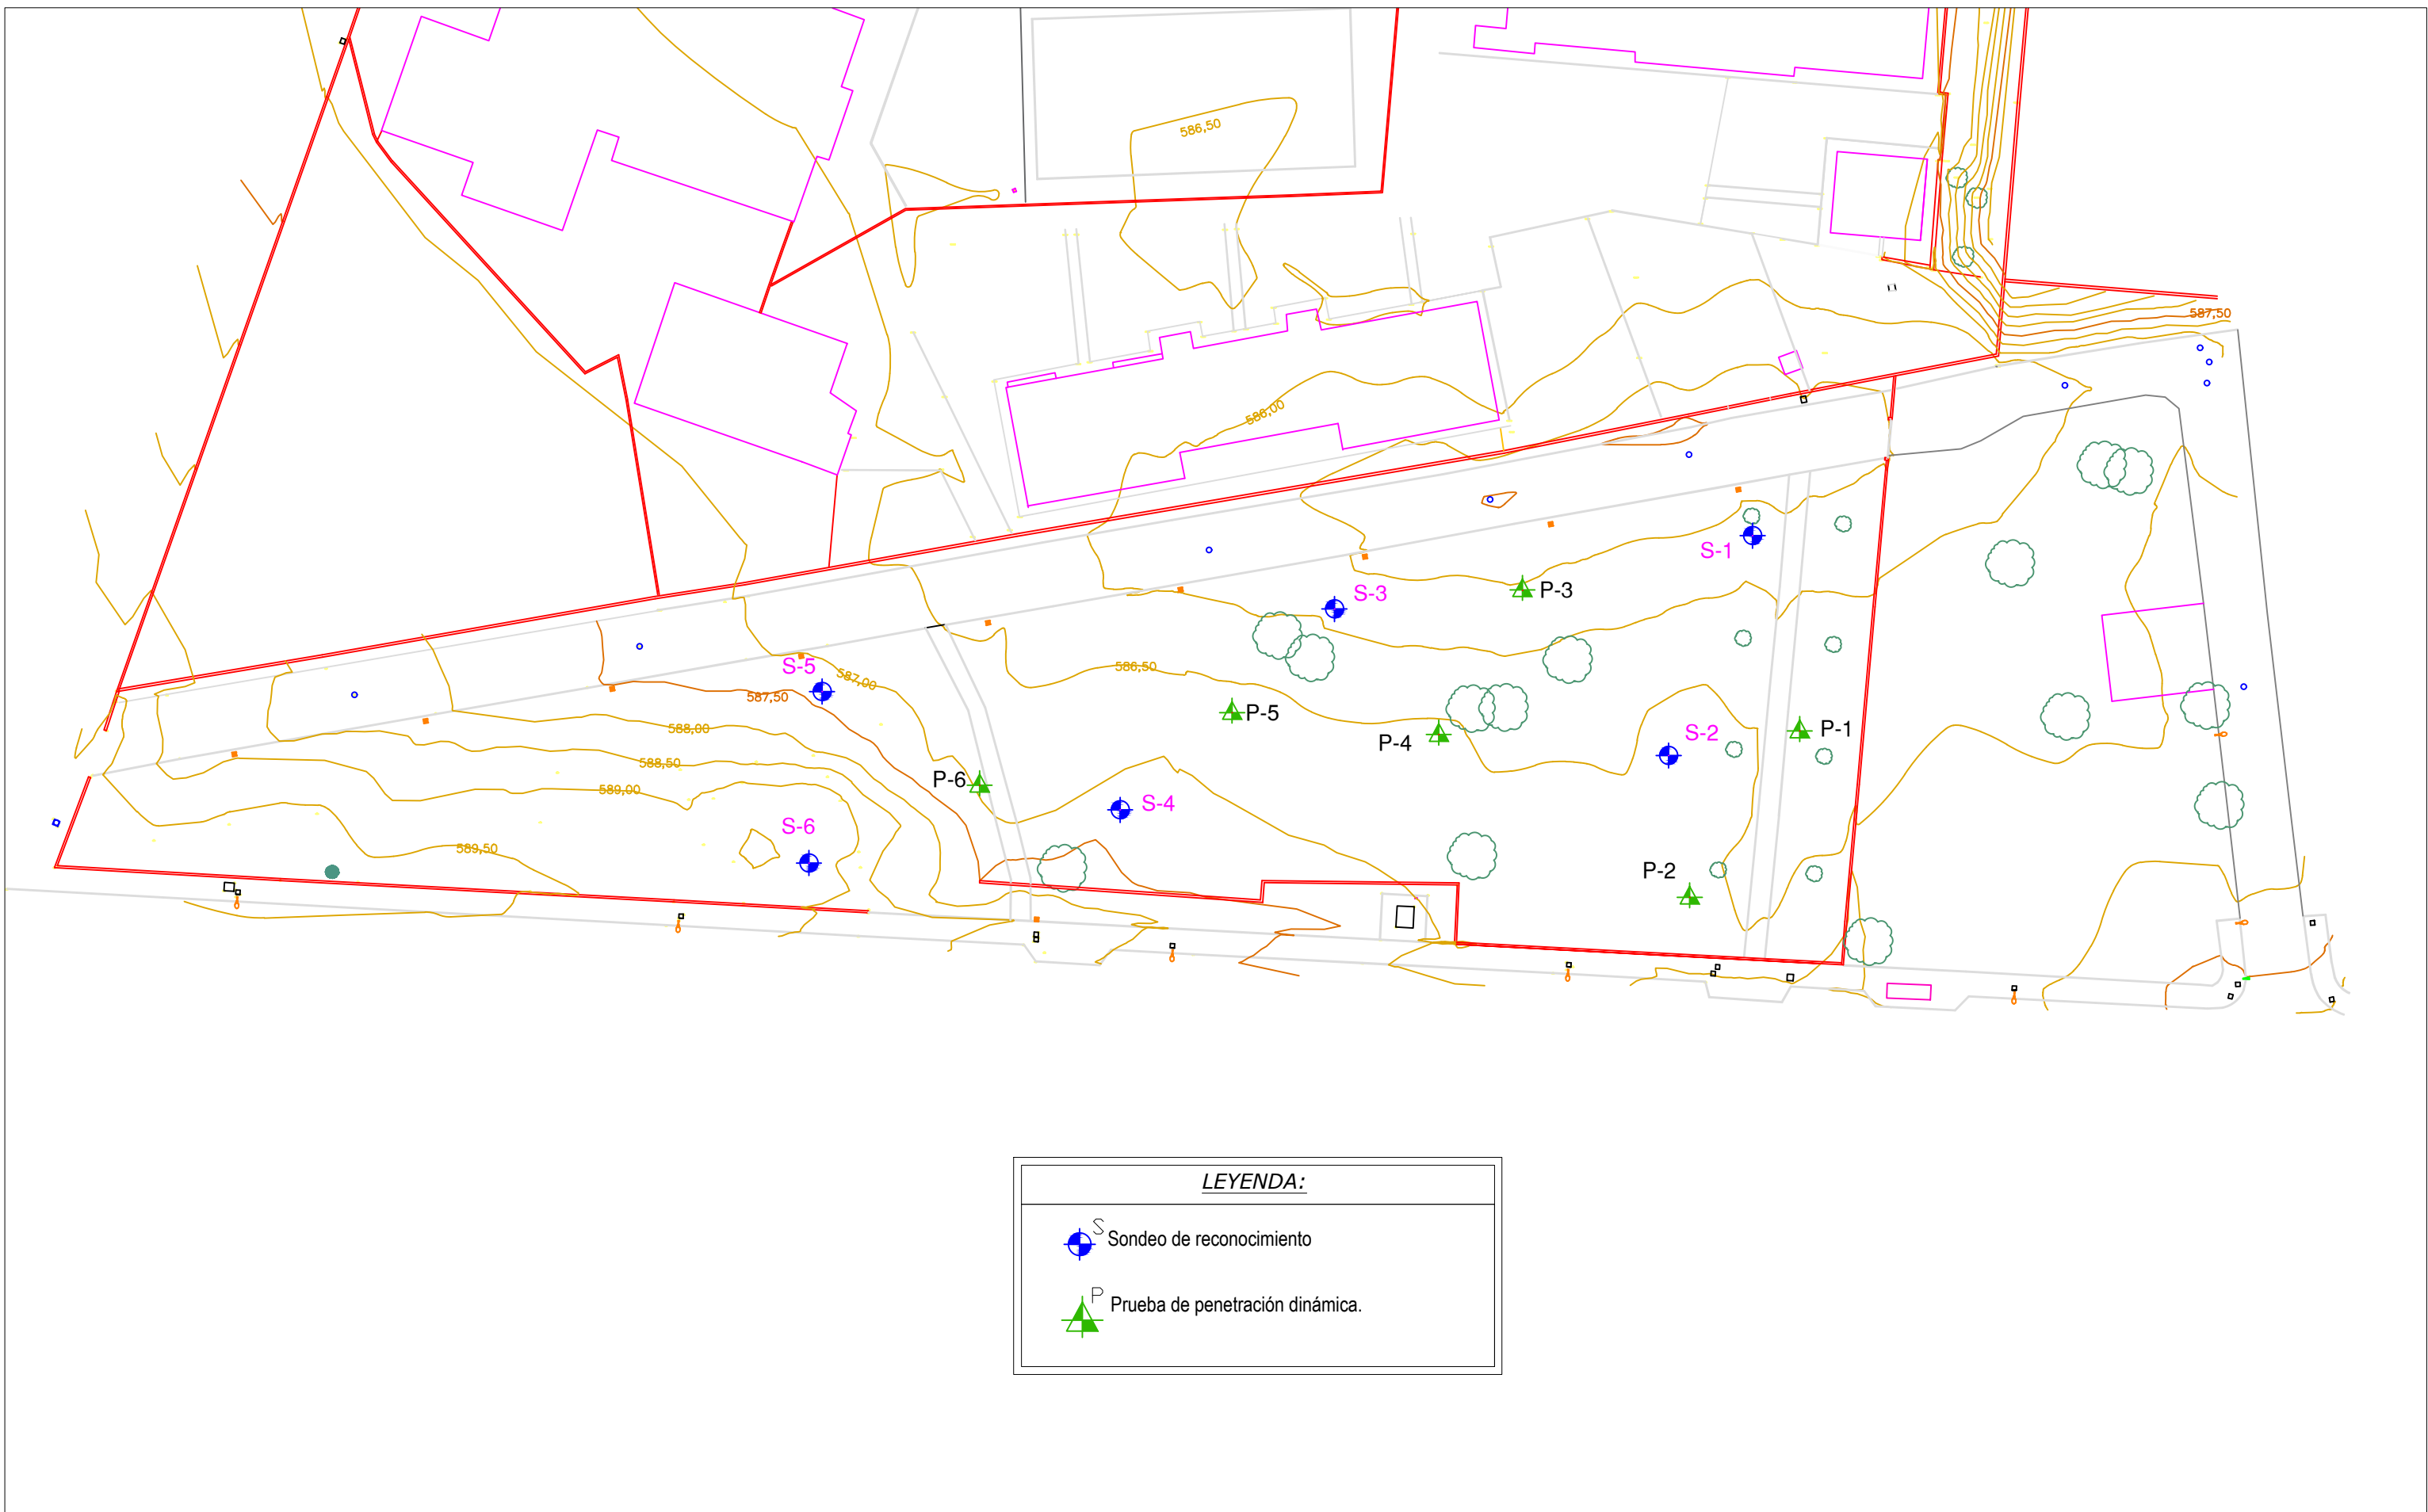 586,50
587,50
586,00
S-1
P-3
S-3
S-5
587,00
586,50
587,50
P-5
588,00
S-2
P-1
P-4
588,50
P-6
589,00
S-4
S-6
589,50
P-2
LEYENDA:
S Sondeo de reconocimiento
P Prueba de penetración dinámica.